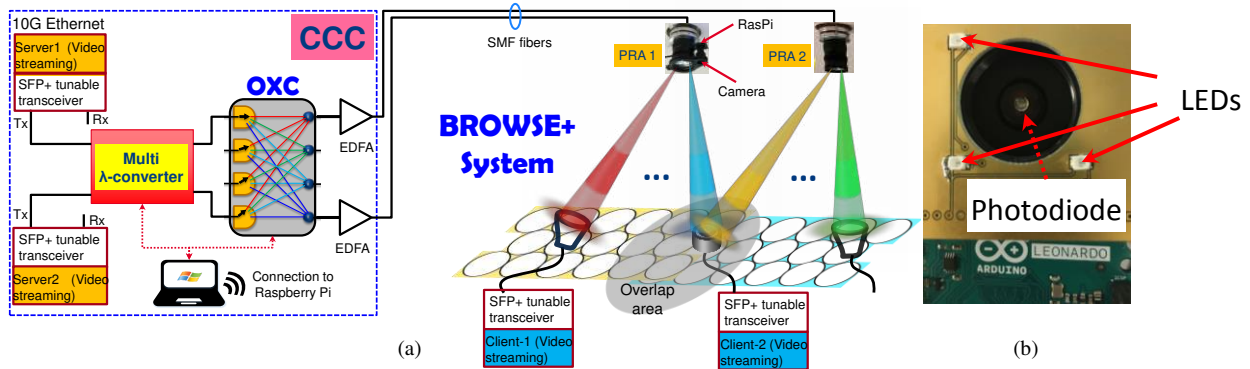 10G Ethernet
Server1 (Video
streaming)
SFP+ tunable
transceiver
Tx
Rx
Multi
λ-converter
Tx
Rx
SFP+ tunable
transceiver
Server2 (Video
streaming)
CCC
OXC
EDFA
EDFA
Connection to
Raspberry Pi
SMF fibers
BROWSE+
System
PRA 1
RasPi
Camera
PRA 2
...
...
Overlap
area
SFP+ tunable
transceiver
Client-1 (Video
streaming)
SFP+ tunable
transceiver
Client-2 (Video
streaming)
(a)
LEDs
Photodiode
ARDUINO
LEONARDO
(b)